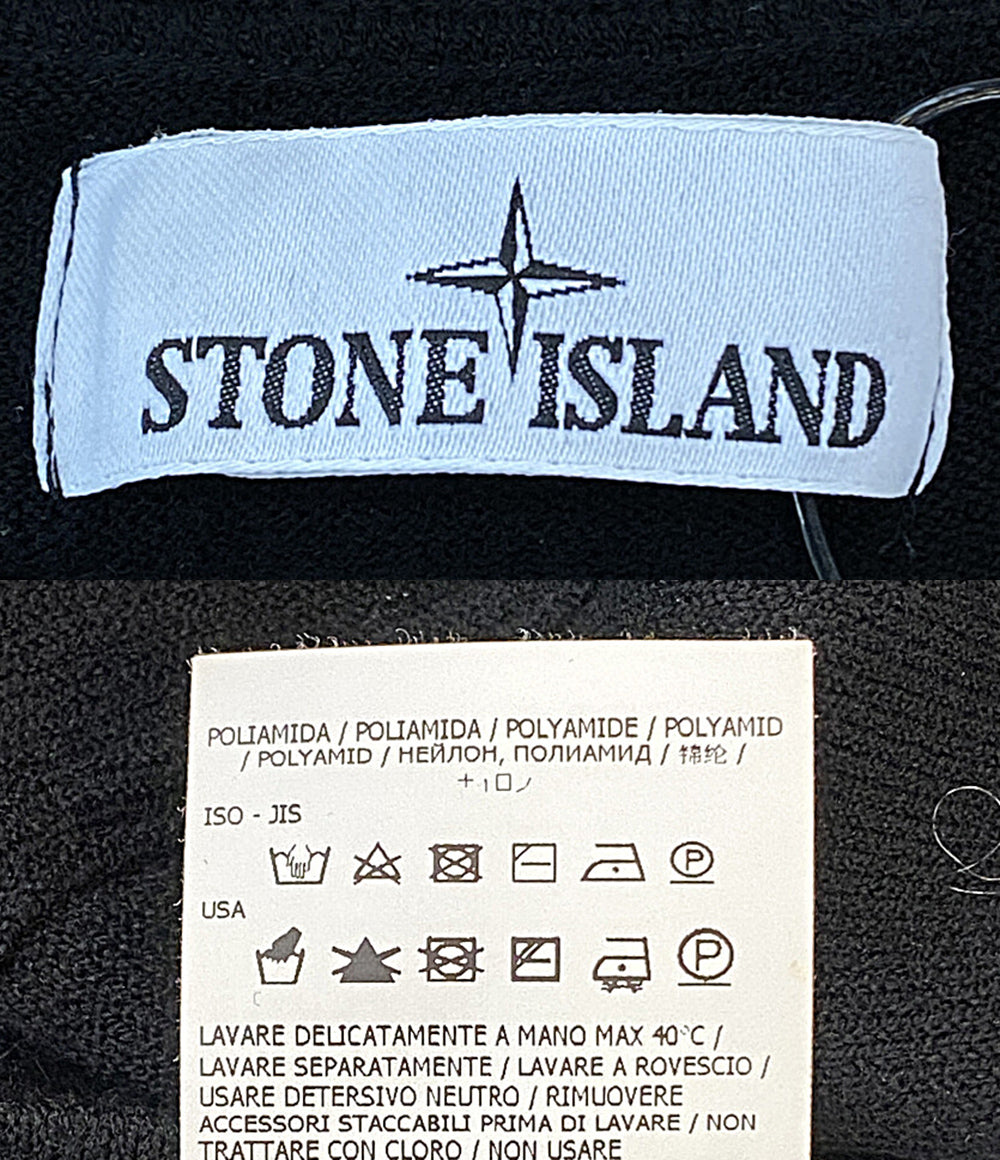 STONE ISLAND
POLIAMIDA / POLIAMIDA / POLYAMIDE / POLYAMID
/ POLYAMID / НЕЙЛОН, ПОЛИАМИД / 锦纶 /
ナイロン
ISO - JIS
P
USA
P
LAVARE DELICATAMENTE A MANO MAX 40°C /
LAVARE SEPARATAMENTE / LAVARE A ROVESCIO /
USARE DETERSIVO NEUTRO / RIMUOVERE
ACCESSORI STACCABILI PRIMA DI LAVARE / NON
TRATTARE CON CLORO / NON USARE